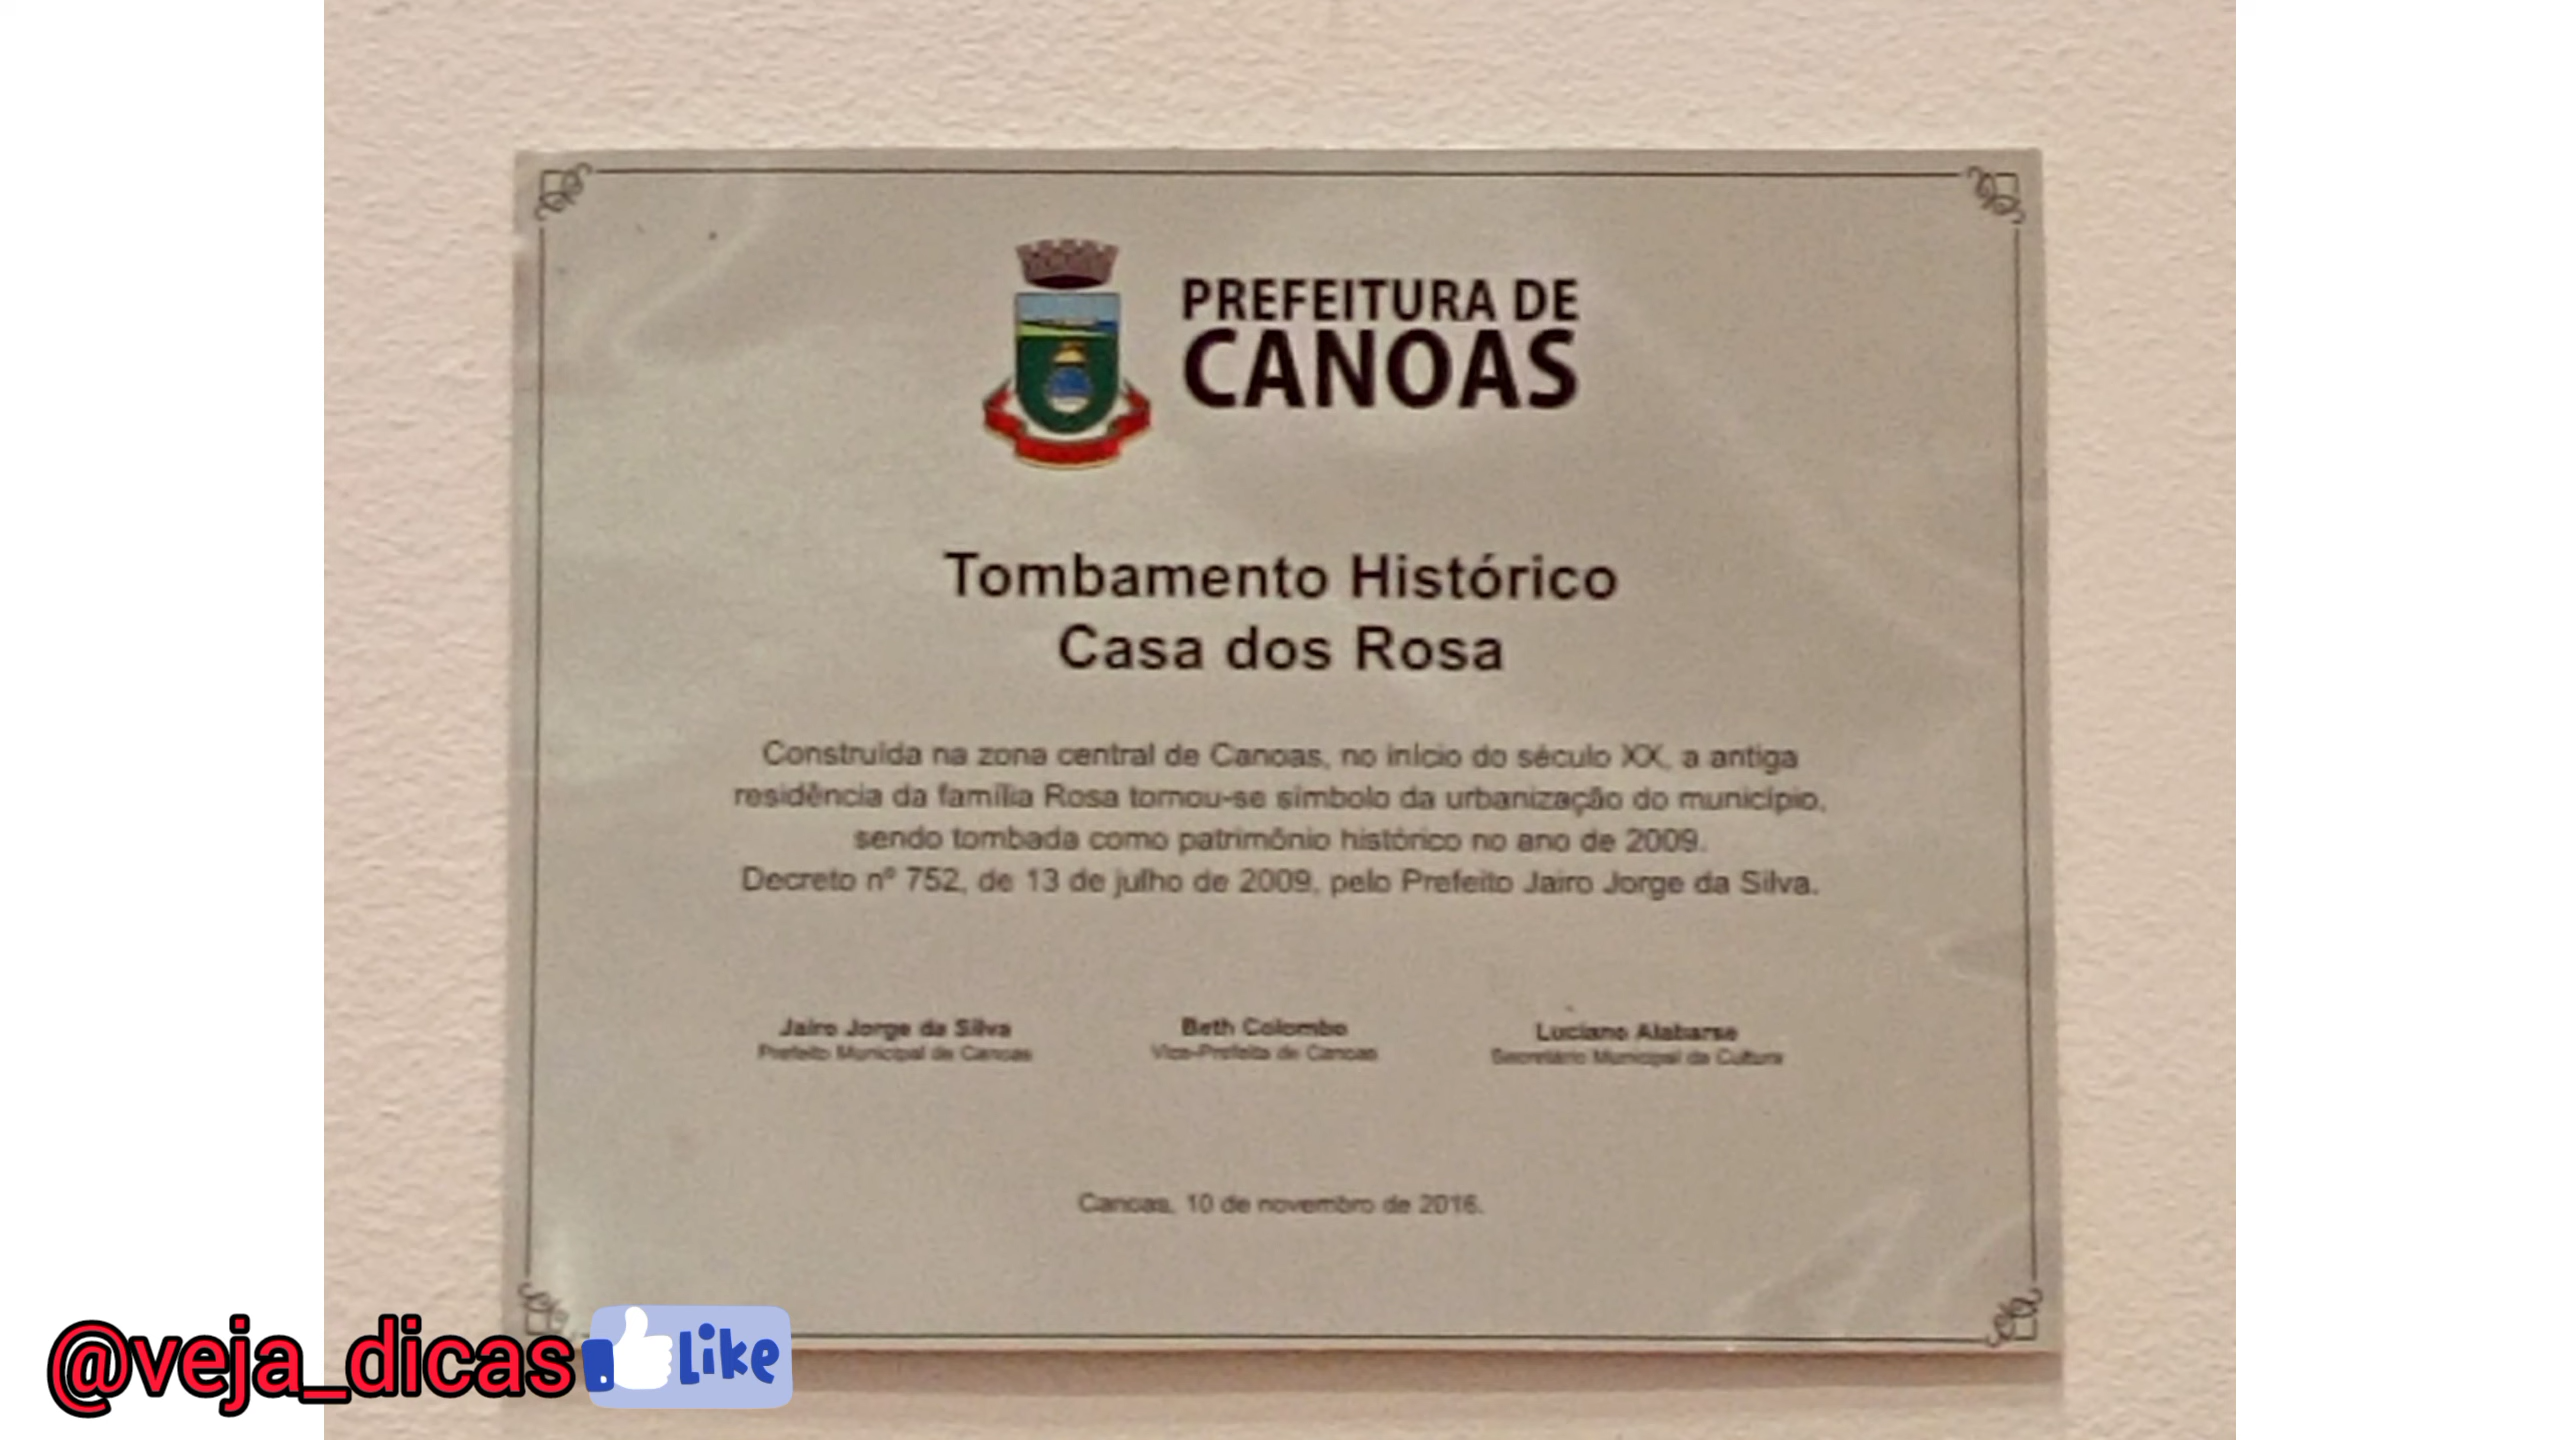 PREFEITURA DE
CANOAS
Tombamento Histórico
Casa dos Rosa
Construída na zona central de Canoas, no início do século XX, a antiga
residência da família Rosa tornou-se símbolo da urbanização do município,
sendo tombada como patrimônio histórico no ano de 2009.
Decreto nº 752, de 13 de julho de 2009, pelo Prefeito Jairo Jorge da Silva.
Jairo Jorge da Silva Beth Colombo Luciano Alabarse
Prefeito Municipal de Canoas Vice-Prefeita de Canoas Secretário Municipal da Cultura
Canoas, 10 de novembro de 2016.
@veja_dicas like